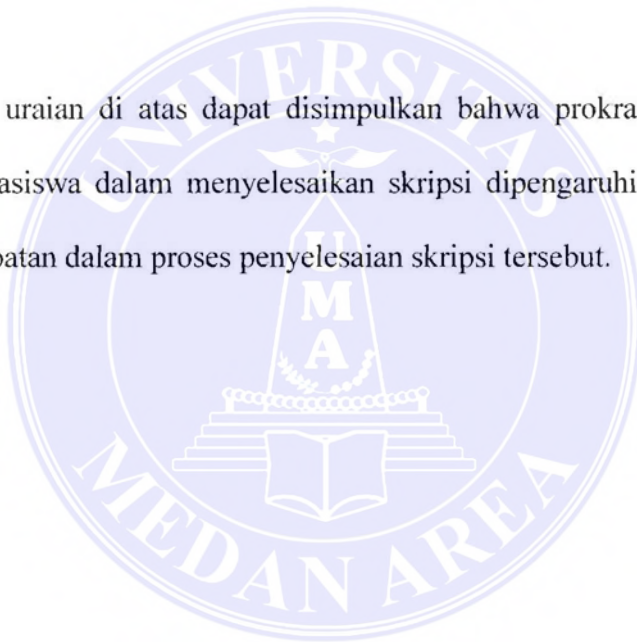 uraian di atas dapat disimpulkan bahwa prokra
asiswa dalam menyelesaikan skripsi dipengaruhi
patan dalam proses penyelesaian skripsi tersebut.
UNIVERSITAS
U
M
A
MEDAN AREA